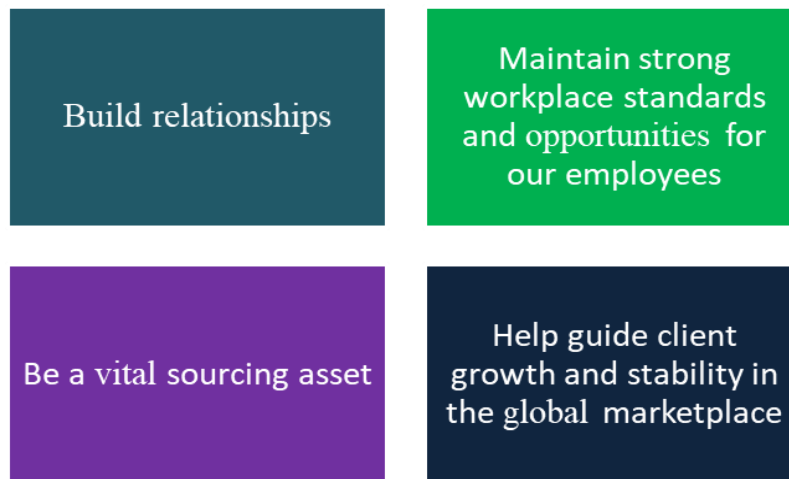 Build relationships
Maintain strong
workplace standards
and opportunities for
our employees
Be a vital sourcing asset
Help guide client
growth and stability in
the global marketplace